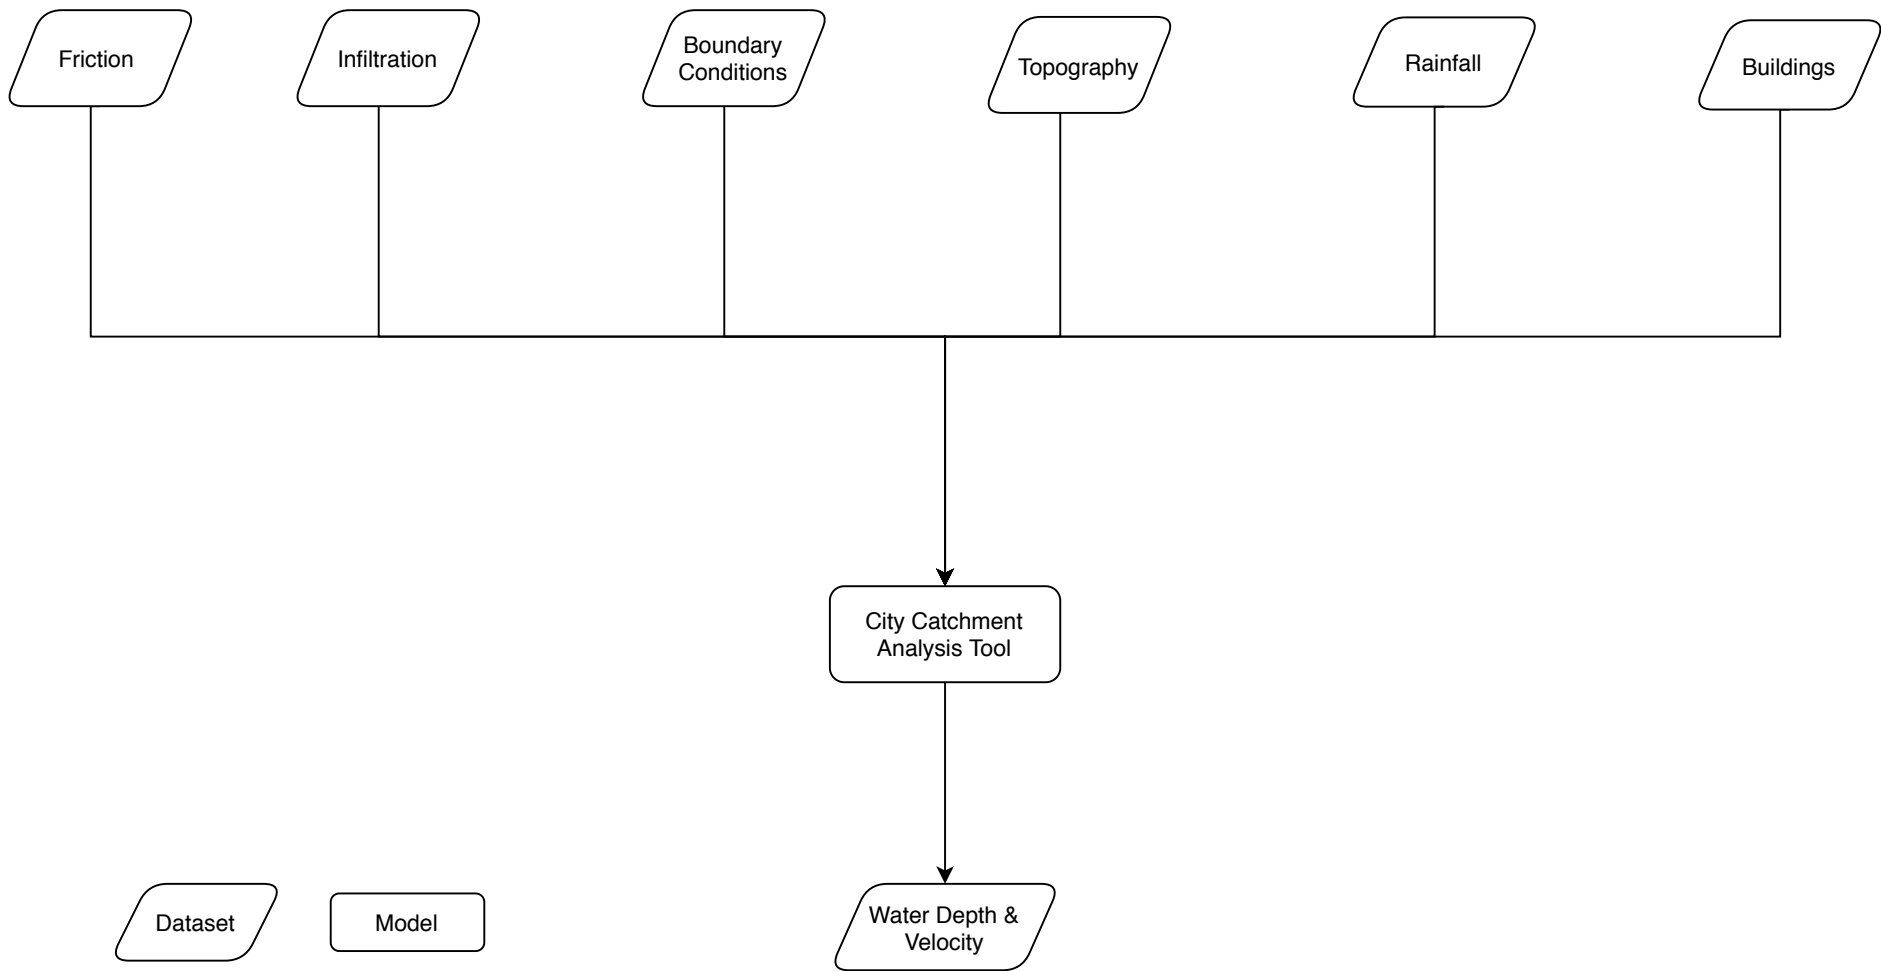 Friction
Infiltration
Boundary
Conditions
Topography
Rainfall
Buildings
City Catchment
Analysis Tool
Dataset
Model
Water Depth &
Velocity